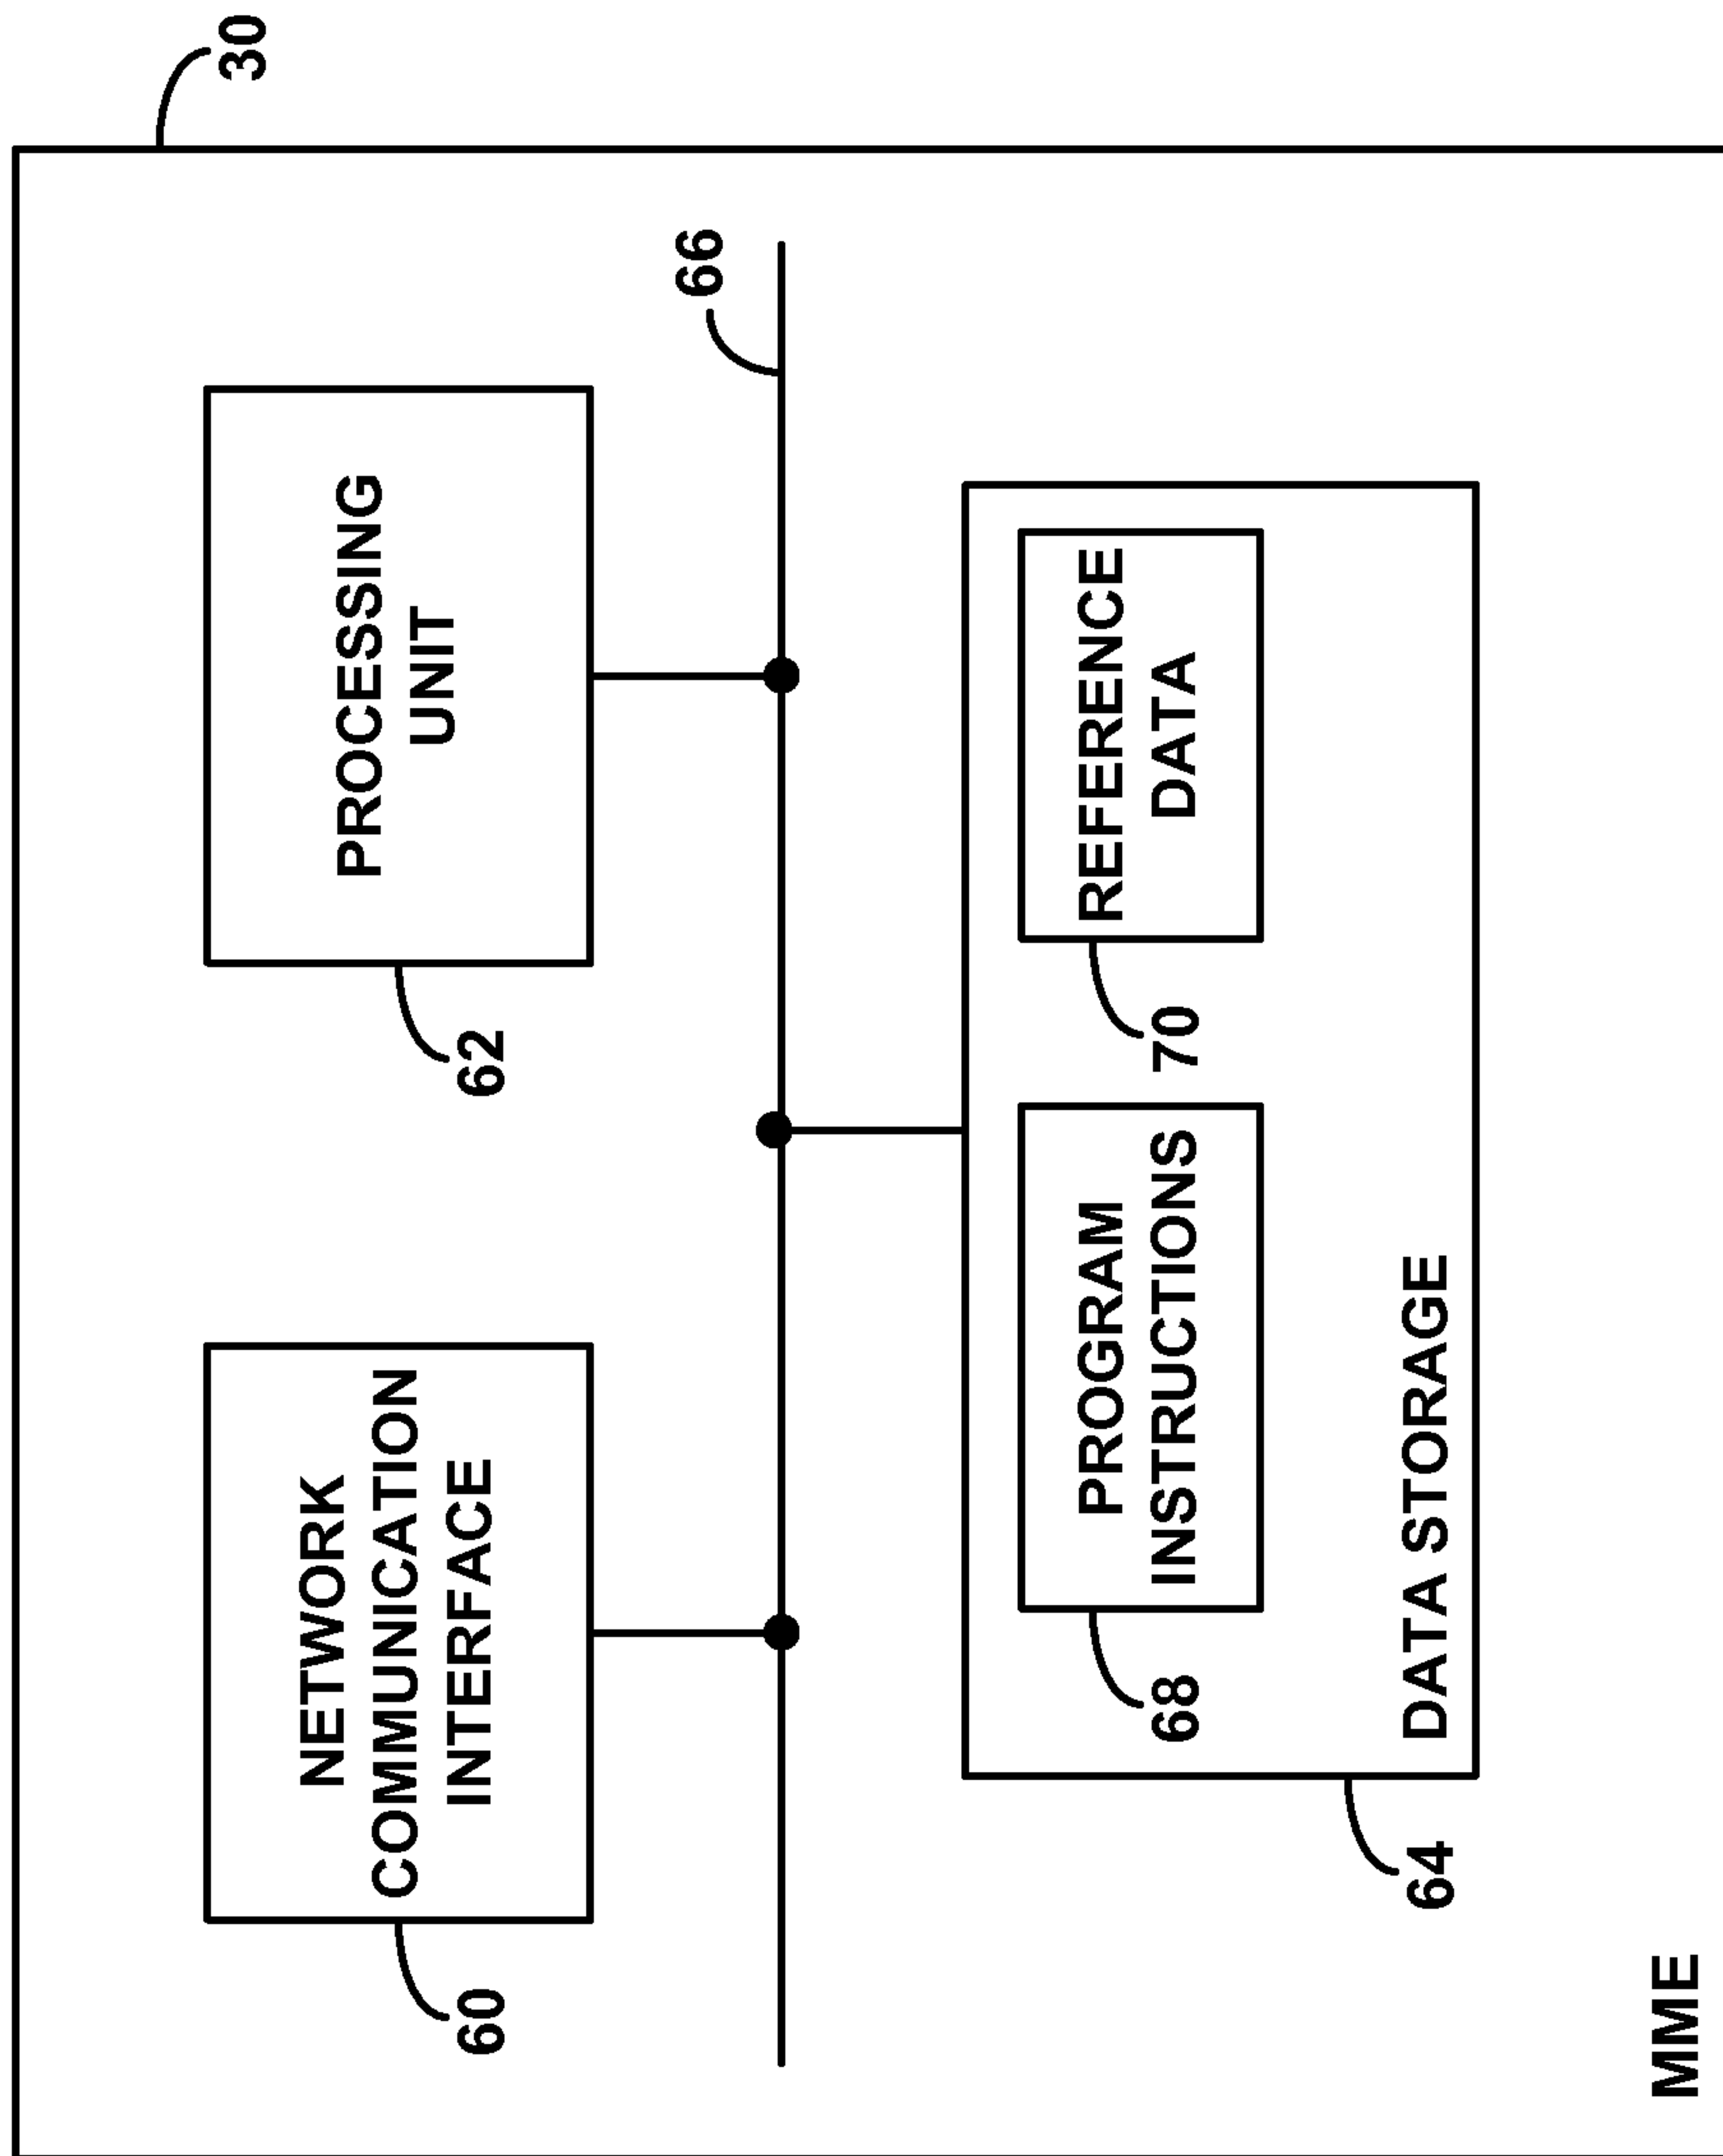 30
NETWORK
COMMUNICATION
INTERFACE
60
PROCESSING
UNIT
62
66
PROGRAM
INSTRUCTIONS
68
REFERENCE
DATA
70
DATA STORAGE
64
MME